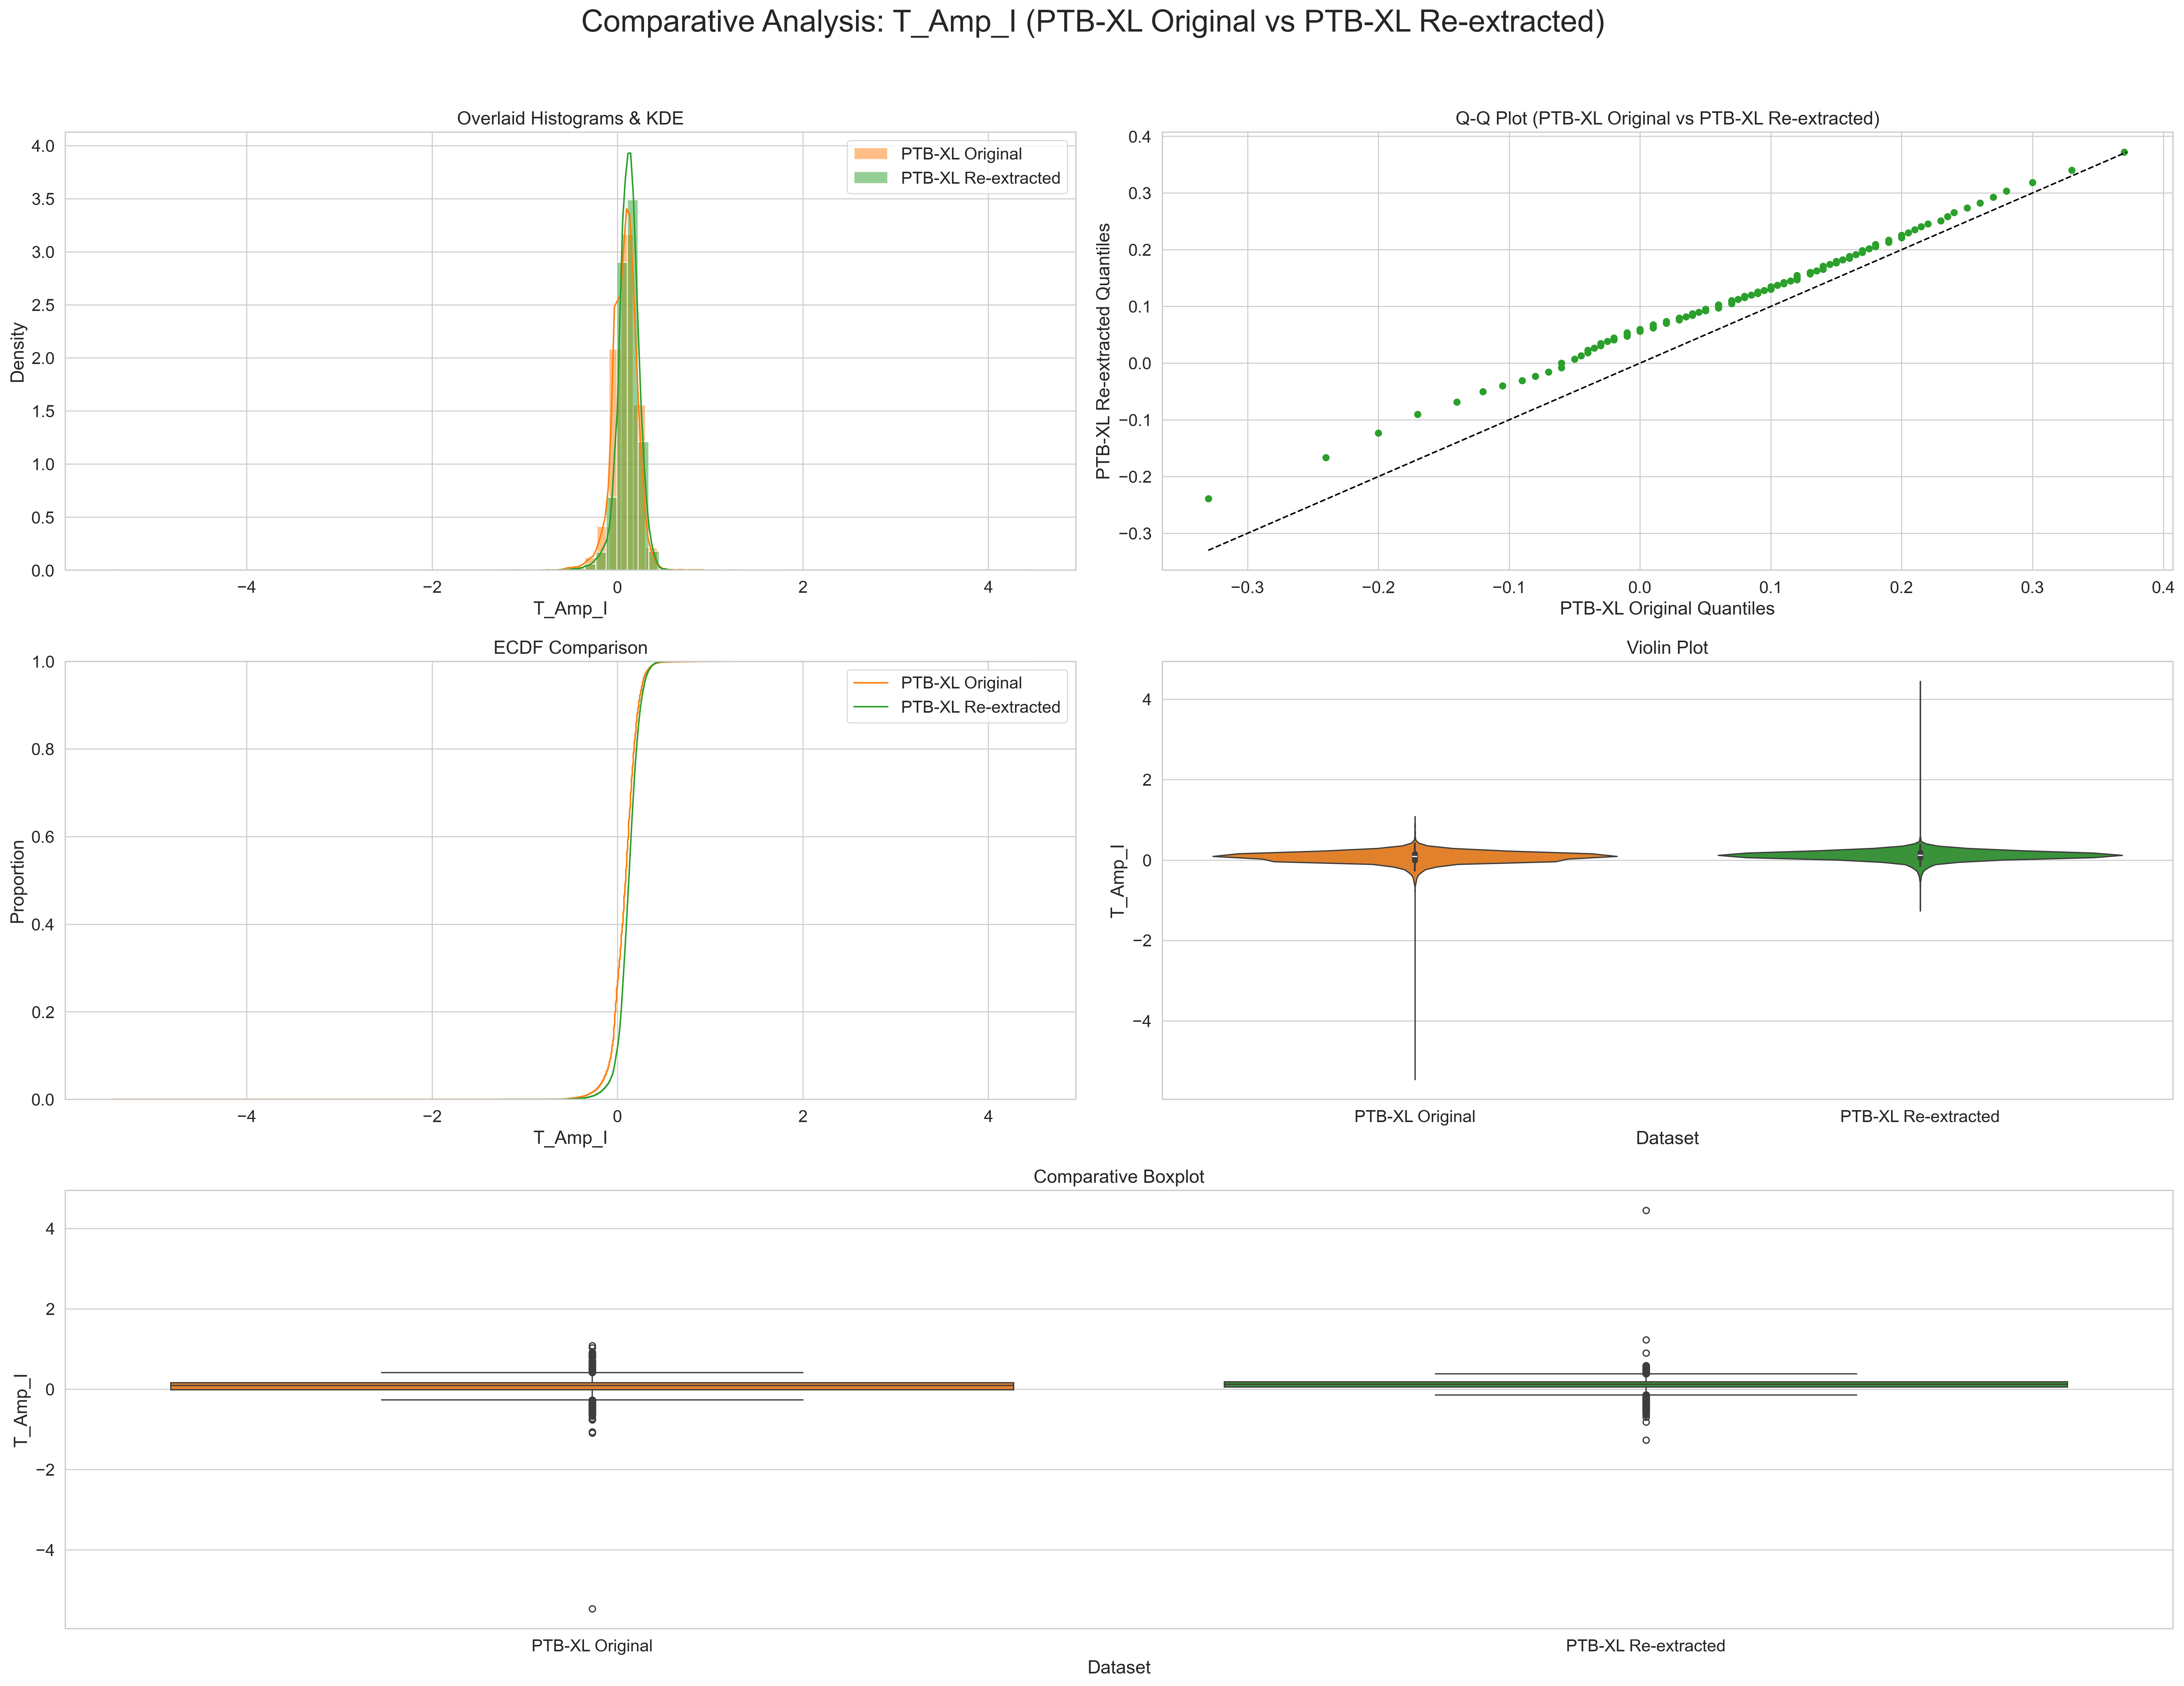 Comparative Analysis: T_Amp_I (PTB-XL Original vs PTB-XL Re-extracted)
Overlaid Histograms & KDE
4.0
3.5
3.0
2.5
2.0
1.5
1.0
0.5
0.0
Density
−4
−2
0
2
4
T_Amp_I
PTB-XL Original
PTB-XL Re-extracted
Q-Q Plot (PTB-XL Original vs PTB-XL Re-extracted)
0.4
0.3
0.2
0.1
0.0
−0.1
−0.2
−0.3
PTB-XL Re-extracted Quantiles
−0.3
−0.2
−0.1
0.0
0.1
0.2
0.3
0.4
PTB-XL Original Quantiles
ECDF Comparison
1.0
0.8
0.6
0.4
0.2
0.0
Proportion
−4
−2
0
2
4
T_Amp_I
PTB-XL Original
PTB-XL Re-extracted
Violin Plot
4
2
0
−2
−4
T_Amp_I
PTB-XL Original
PTB-XL Re-extracted
Dataset
Comparative Boxplot
4
2
0
−2
−4
T_Amp_I
PTB-XL Original
PTB-XL Re-extracted
Dataset